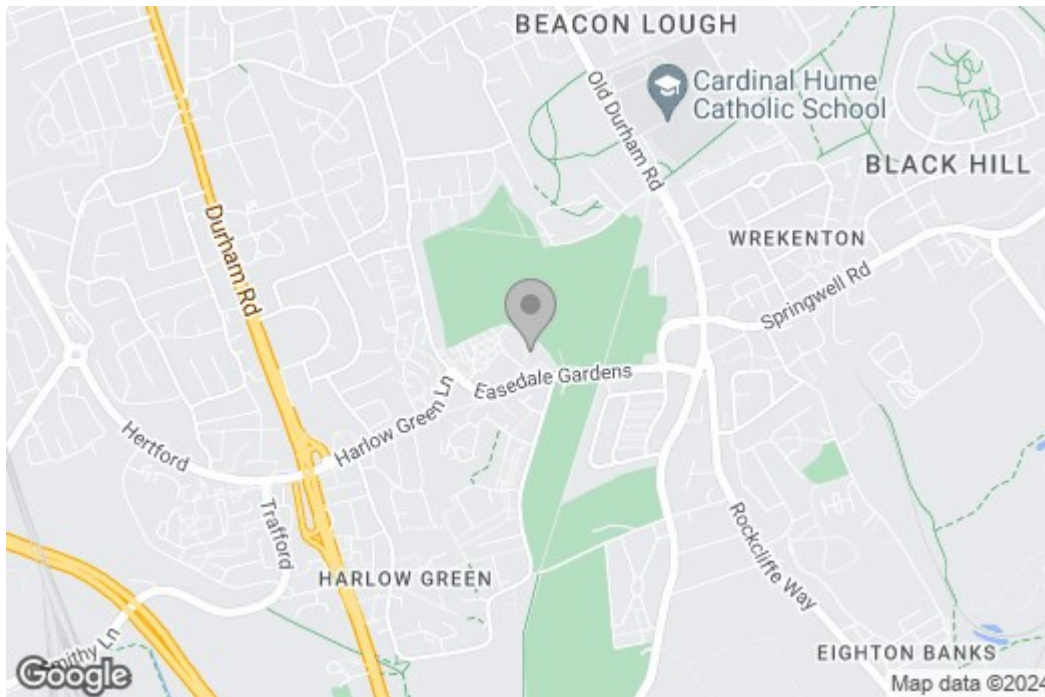 BEACON LOUGH
Old Durham Rd
Cardinal Hume
Catholic School
BLACK HILL
Durham Rd
WREKENTON
Springwell Rd
Easedale Gardens
Harlow Green Ln
Hertford
Trafford
Rockcliffe Way
HARLOW GREEN
EIGHTON BANKS
Google
Map data ©2024